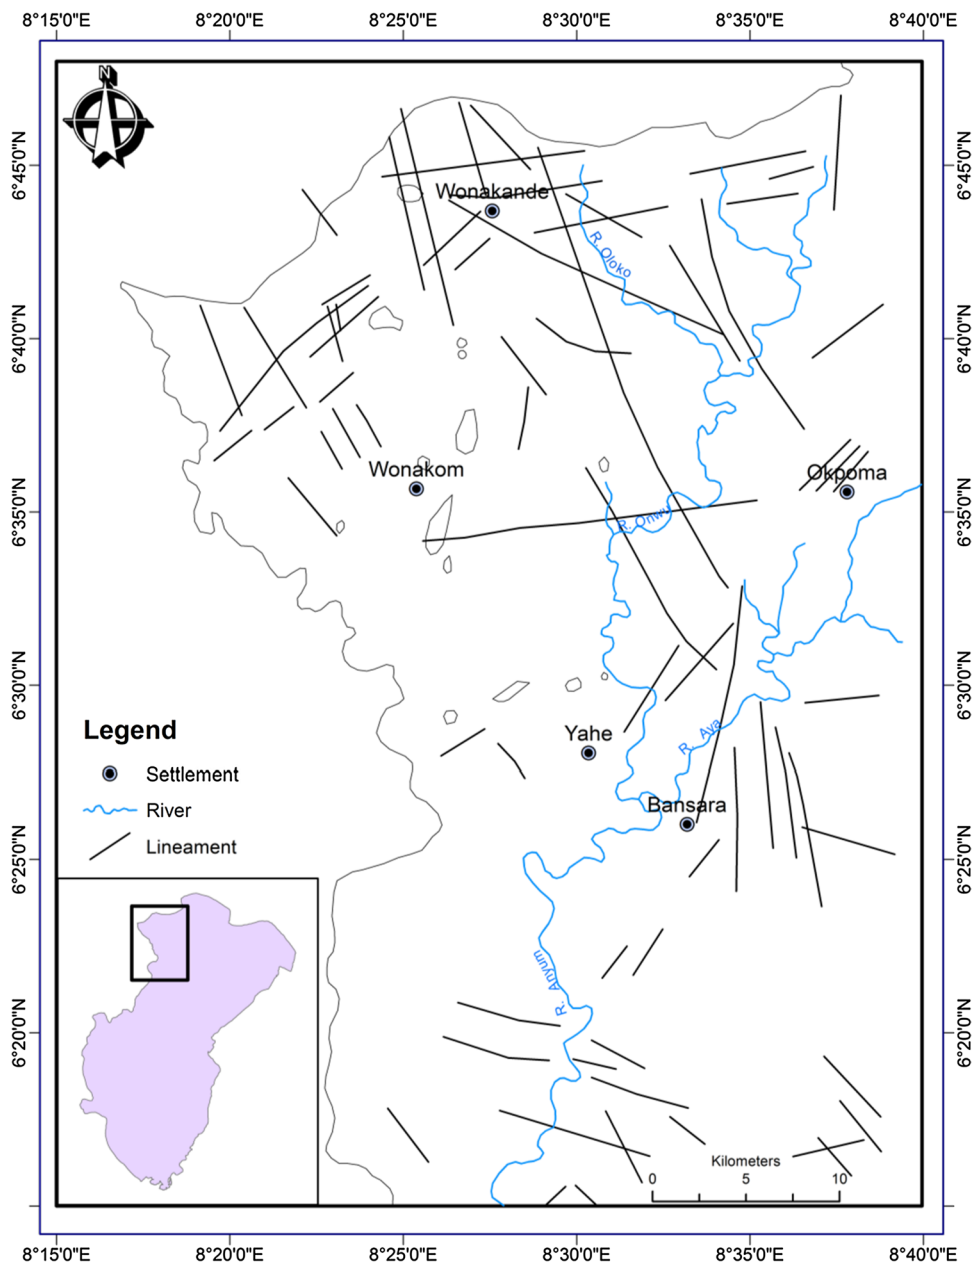 8°15'0"E 8°20'0"E 8°25'0"E 8°30'0"E 8°35'0"E 8°40'0"E
N
6°45'0"N 6°45'0"N
Wonakande
R. Oloko
6°40'0"N 6°40'0"N
Wonakom
Okpoma
6°35'0"N 6°35'0"N
R. Onwu
6°30'0"N 6°30'0"N
Legend
Yahe
R. Aya
Settlement
River
Bansara
Lineament
6°25'0"N 6°25'0"N
R. Anyum
6°20'0"N 6°20'0"N
Kilometers
0 5 10
8°15'0"E 8°20'0"E 8°25'0"E 8°30'0"E 8°35'0"E 8°40'0"E